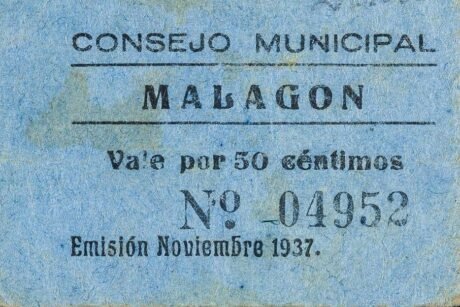 CONSEJO MUNICIPAL
MALAGON
Vale por 50 céntimos
Nº 04952
Emisión Noviembre 1937.